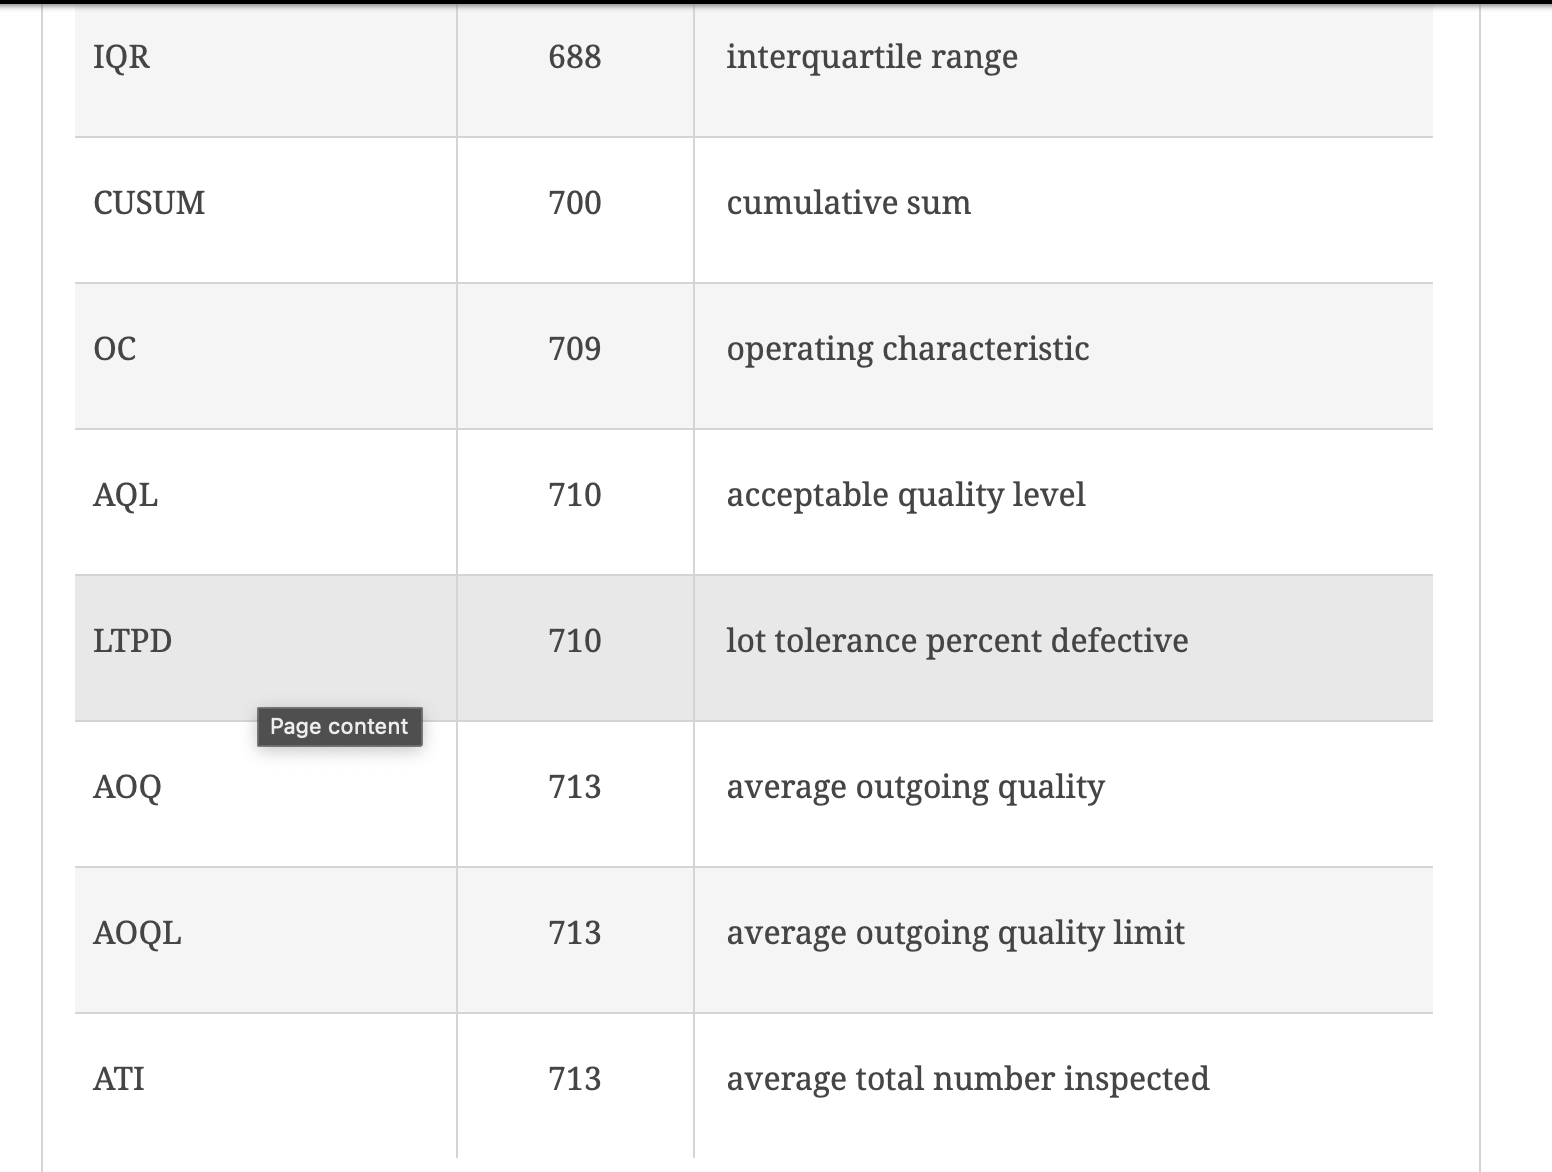 IQR 688 interquartile range
CUSUM 700 cumulative sum
OC 709 operating characteristic
AQL 710 acceptable quality level
LTPD 710 lot tolerance percent defective
Page content
AOQ 713 average outgoing quality
AOQL 713 average outgoing quality limit
ATI 713 average total number inspected